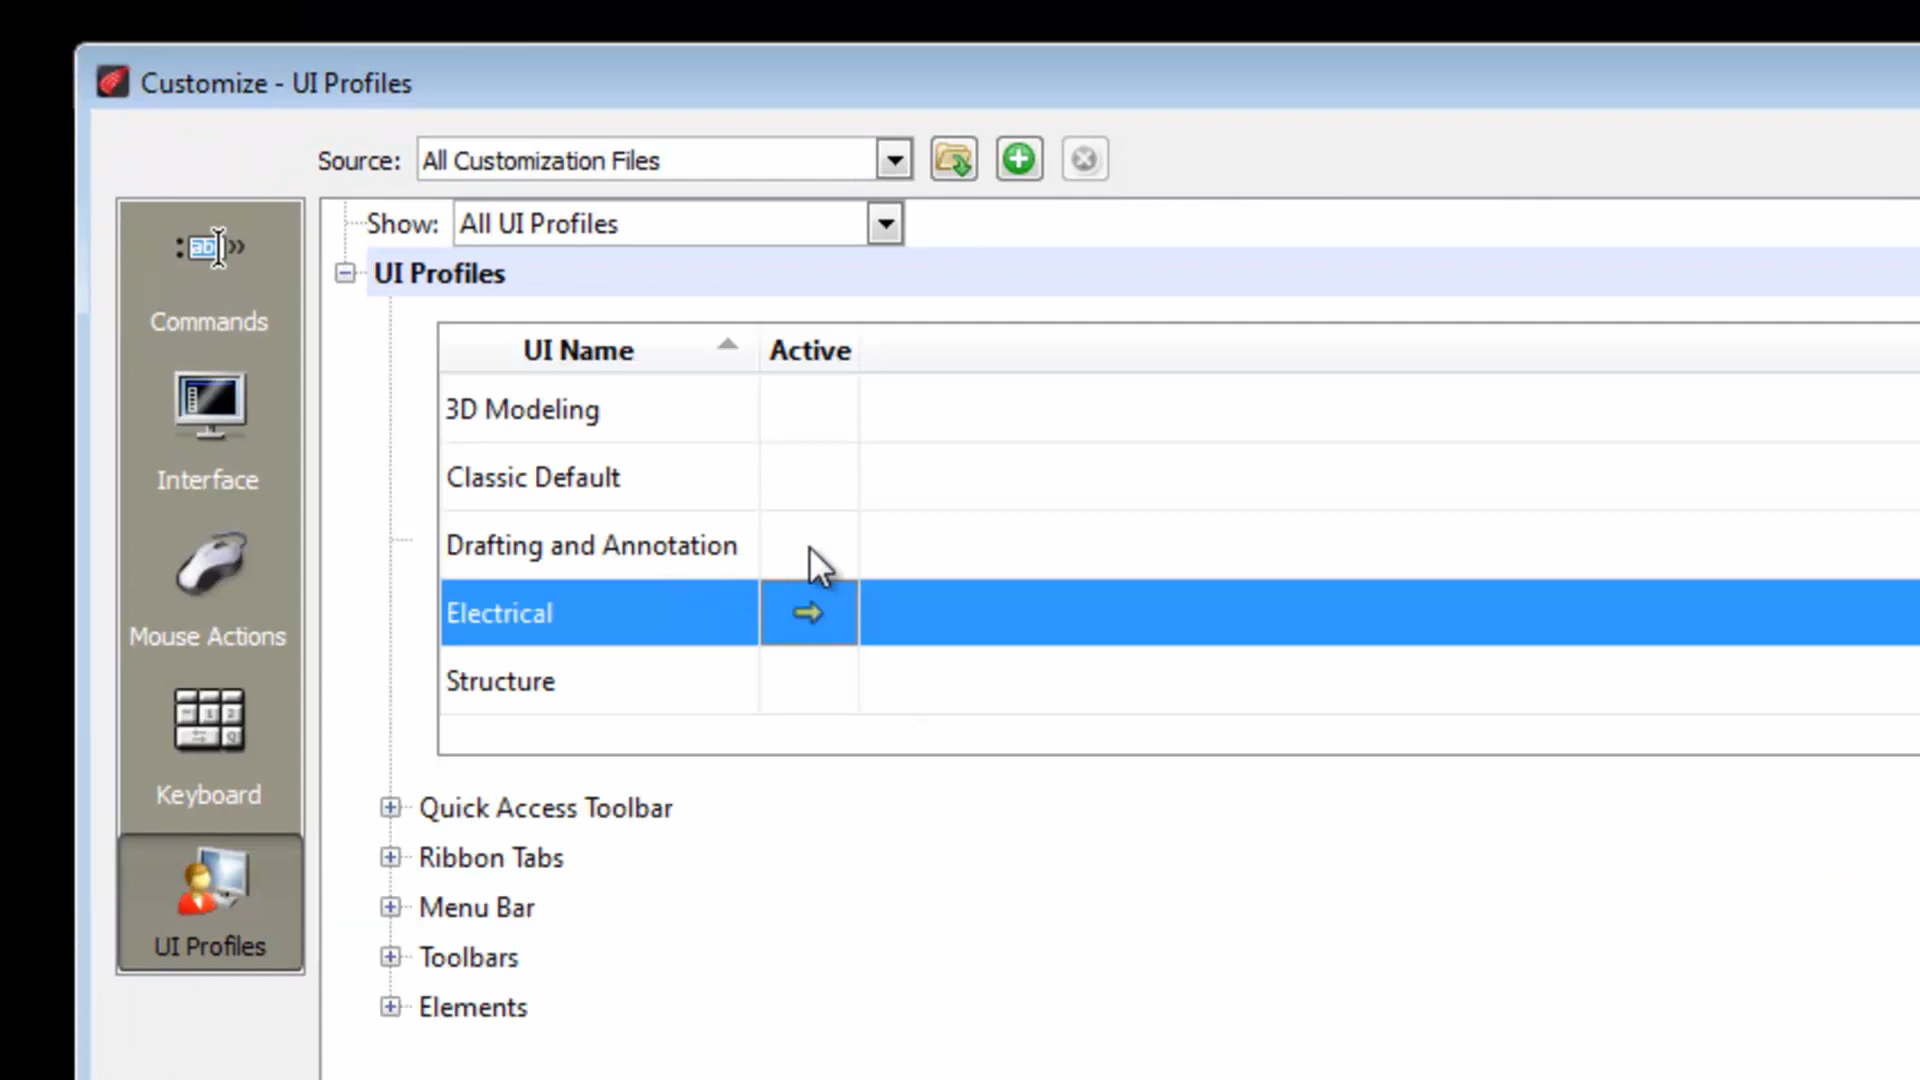 Customize - UI Profiles
Source: All Customization Files
Show: All UI Profiles
UI Profiles
UI Name Active
3D Modeling
Classic Default
Drafting and Annotation
Electrical
Structure
Quick Access Toolbar
Ribbon Tabs
Menu Bar
Toolbars
Elements
Commands
Interface
Mouse Actions
Keyboard
UI Profiles